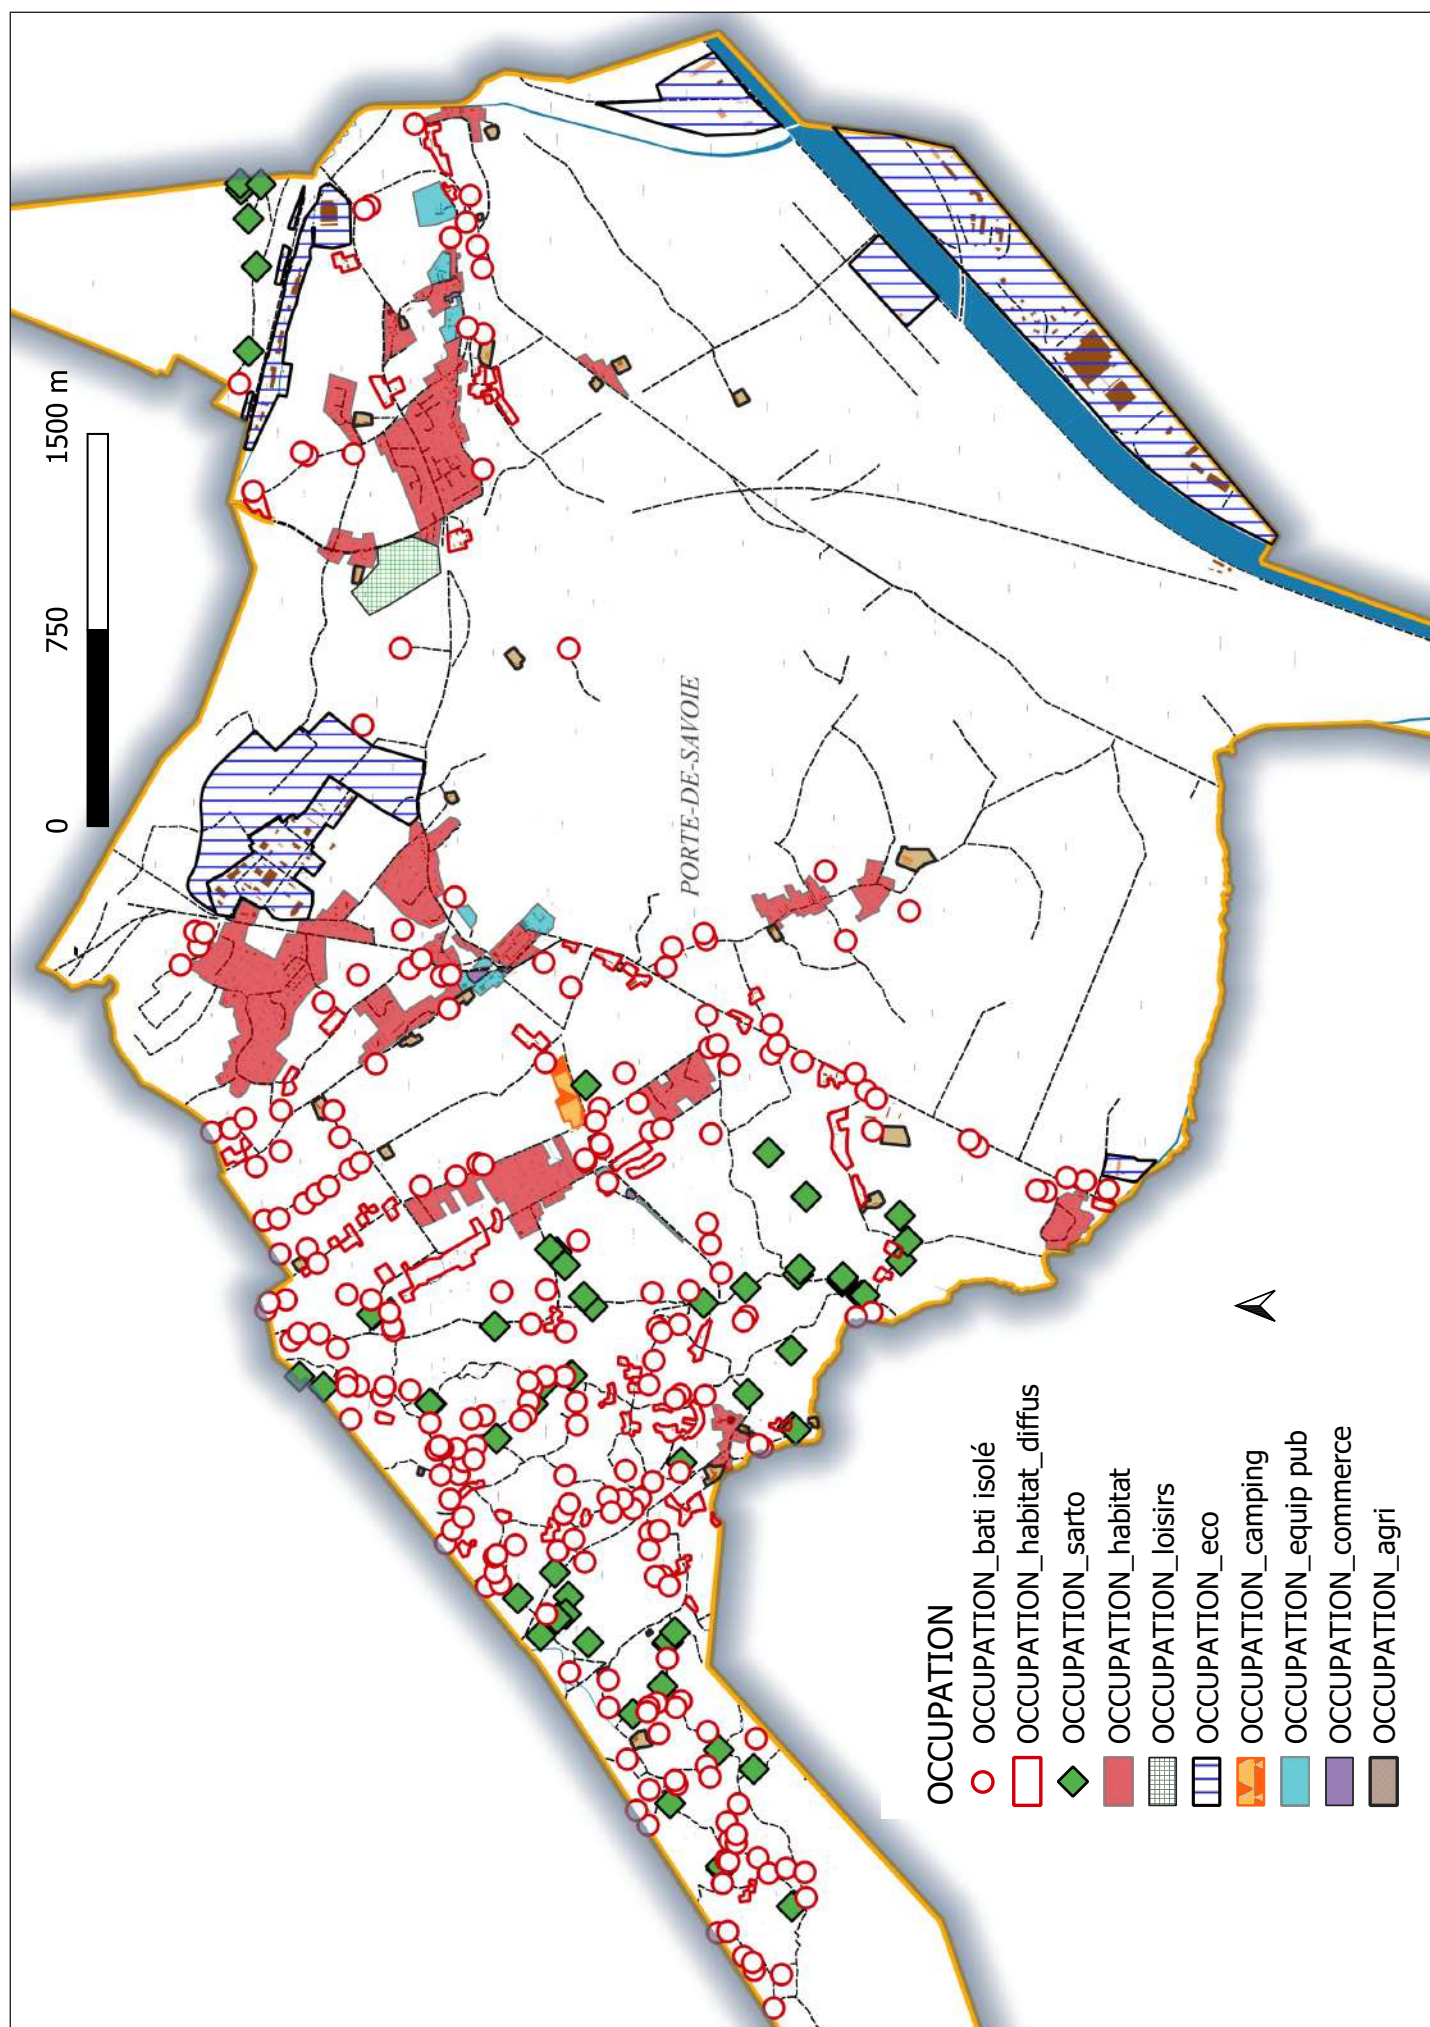 0 750 1500 m
PORTE-DE-SAVOIE
OCCUPATION
OCCUPATION_bati isolé
OCCUPATION_habitat_diffus
OCCUPATION_sarto
OCCUPATION_habitat
OCCUPATION_loisirs
OCCUPATION_eco
OCCUPATION_camping
OCCUPATION_equip pub
OCCUPATION_commerce
OCCUPATION_agri